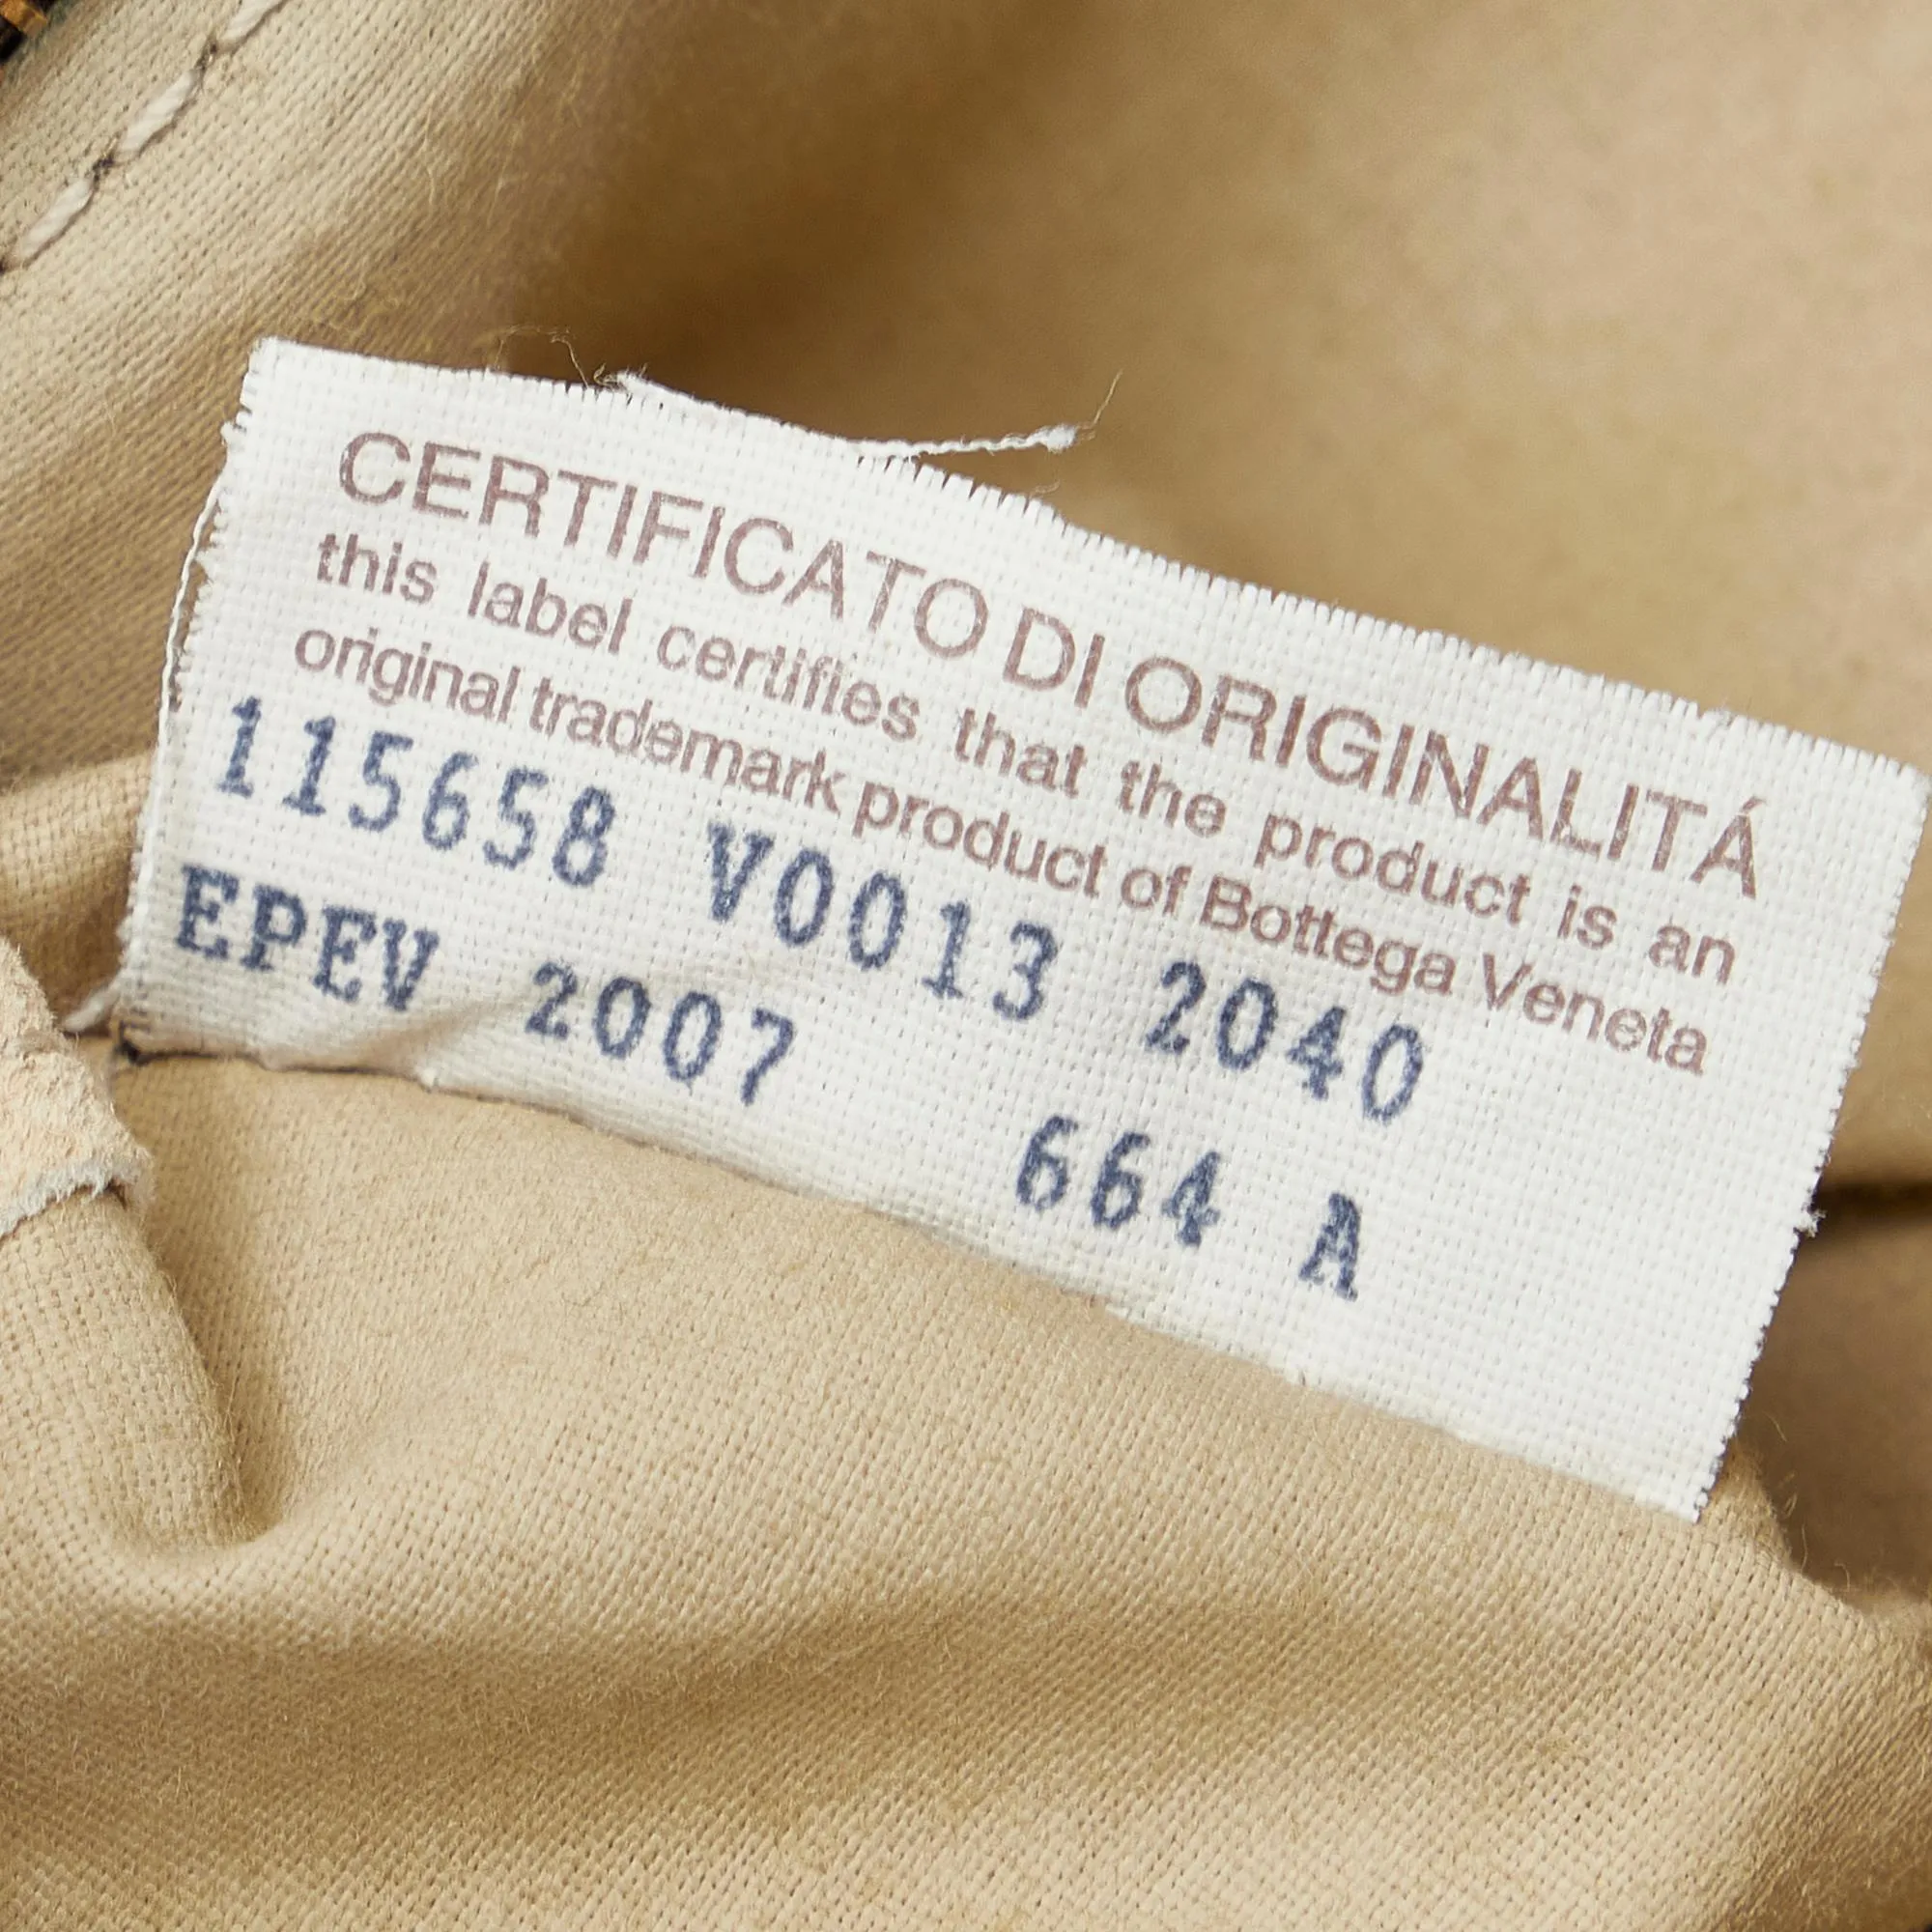 CERTIFICATO DI ORIGINALITÁ
this label certifies that the product is an
original trademark product of Bottega Veneta
115658 V0013 2040
EPEV 2007 664 A